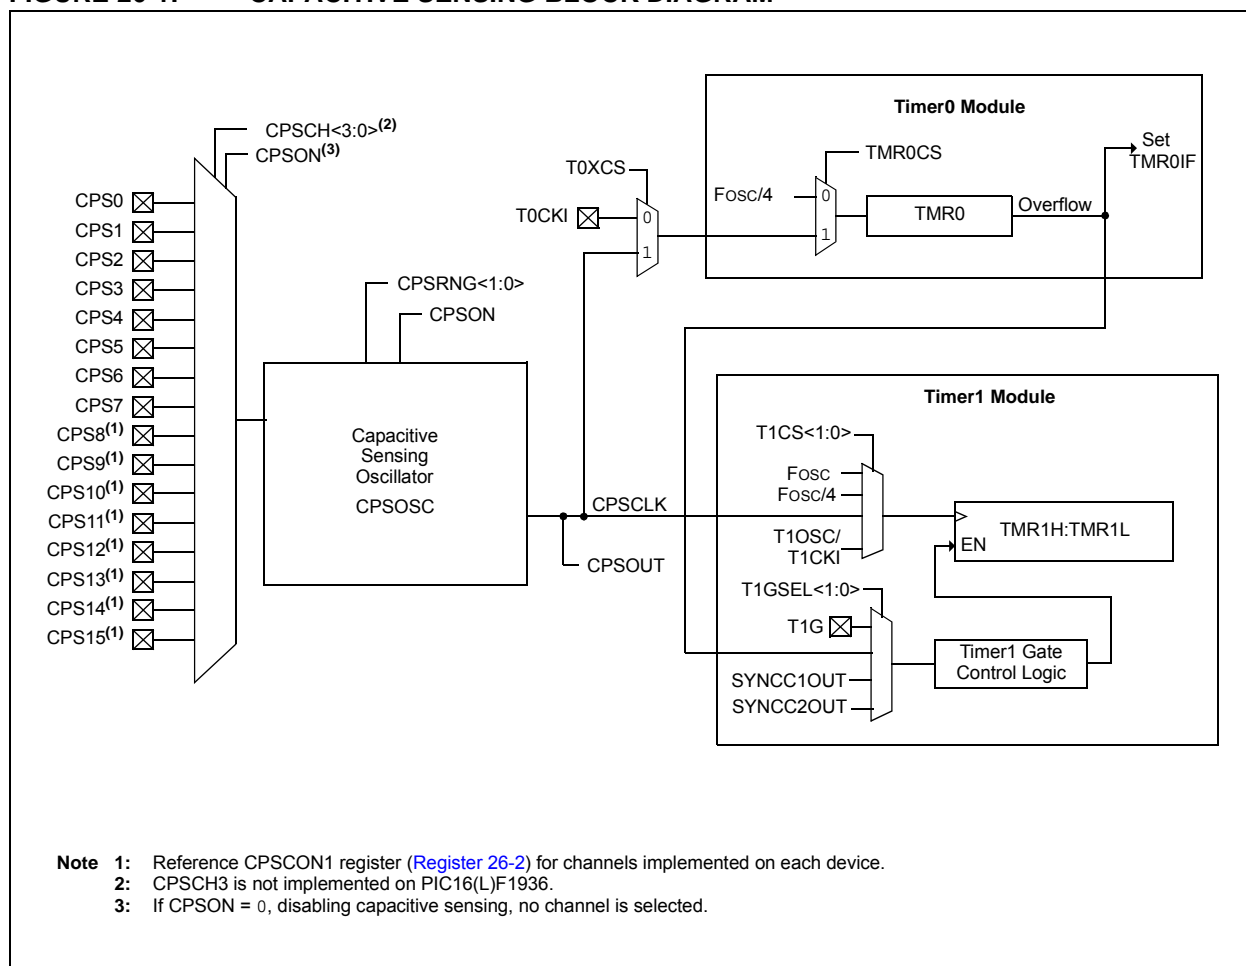 CAPACITIVE SENSING BLOCK DIAGRAM
Timer0 Module
CPSCH<3:0>(2)
CPSON(3)
TMR0CS
Set
TMR0IF
T0XCS
FOSC/4
0
1
TMR0
Overflow
T0CKI
0
1
CPS0
CPS1
CPS2
CPS3
CPS4
CPS5
CPS6
CPS7
CPS8(1)
CPS9(1)
CPS10(1)
CPS11(1)
CPS12(1)
CPS13(1)
CPS14(1)
CPS15(1)
CPSRNG<1:0>
CPSON
Capacitive
Sensing
Oscillator
CPSOSC
CPSCLK
CPSOUT
Timer1 Module
T1CS<1:0>
FOSC
FOSC/4
T1OSC/
T1CKI
EN
TMR1H:TMR1L
T1GSEL<1:0>
T1G
SYNCC1OUT
SYNCC2OUT
Timer1 Gate
Control Logic
Note 1: Reference CPSCON1 register (Register 26-2) for channels implemented on each device.
2: CPSCH3 is not implemented on PIC16(L)F1936.
3: If CPSON = 0, disabling capacitive sensing, no channel is selected.